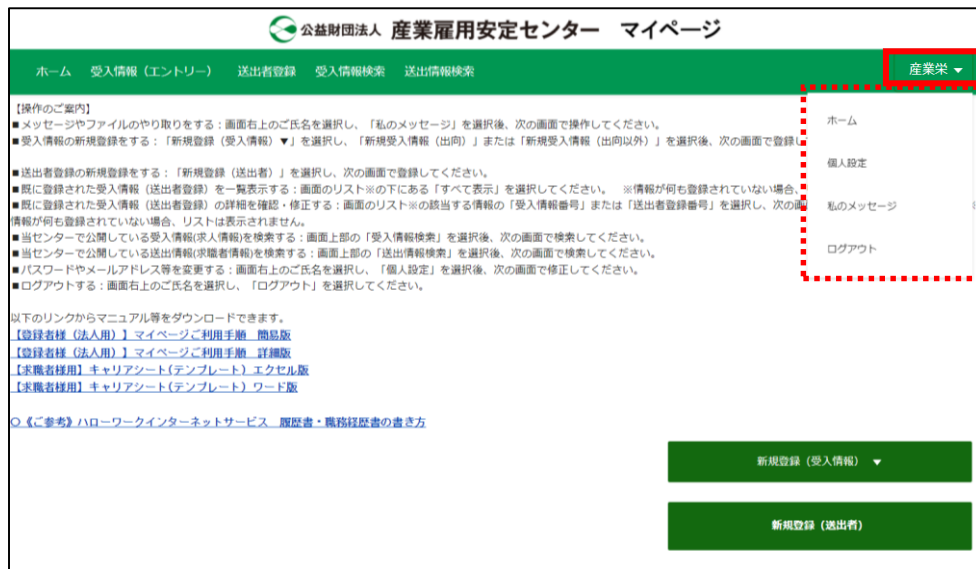 公益財団法人 産業雇用安定センター マイページ
ホーム 受入情報（エントリー） 送出者登録 受入情報検索 送出情報検索 産業栄 ▼
ホーム
個人設定
私のメッセージ
ログアウト
【操作のご案内】
■メッセージやファイルのやり取りをする：画面右上のご氏名を選択し、「私のメッセージ」を選択後、次の画面で操作してください。
■受入情報の新規登録をする：「新規登録（受入情報）▼」を選択し、「新規受入情報（出向）」または「新規受入情報（出向以外）」を選択後、次の画面で登録し
■送出者登録の新規登録をする：「新規登録（送出者）」を選択し、次の画面で登録してください。
■既に登録された受入情報（送出者登録）を一覧表示する：画面のリスト※の下にある「すべて表示」を選択してください。 ※情報が何も登録されていない場合、
■既に登録された受入情報（送出者登録）の詳細を確認・修正する：画面のリスト※の該当する情報の「受入情報番号」または「送出者登録番号」を選択し、次の画
情報が何も登録されていない場合、リストは表示されません。
■当センターで公開している受入情報(求人情報)を検索する：画面上部の「受入情報検索」を選択後、次の画面で検索してください。
■当センターで公開している送出情報(求職者情報)を検索する：画面上部の「送出情報検索」を選択後、次の画面で検索してください。
■パスワードやメールアドレス等を変更する：画面右上のご氏名を選択し、「個人設定」を選択後、次の画面で修正してください。
■ログアウトする：画面右上のご氏名を選択し、「ログアウト」を選択してください。
以下のリンクからマニュアル等をダウンロードできます。
【登録者様（法人用）】マイページご利用手順 簡易版
【登録者様（法人用）】マイページご利用手順 詳細版
【求職者様用】キャリアシート(テンプレート）エクセル版
【求職者様用】キャリアシート(テンプレート）ワード版
○《ご参考》ハローワークインターネットサービス 履歴書・職務経歴書の書き方
新規登録（受入情報） ▼
新規登録（送出者）